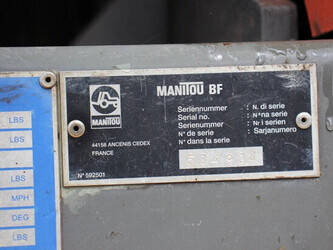 MANITOU BF
MANITOU
Seriennummer : N. di serie
Serial no. : N°na serie
Serienummer : Nr i serien
N° de serie : Sarjanumero
N° dans la serie
44158 ANCENIS CEDEX
FRANCE
N° 592501
LBS
LBS
LBS
MPH
DEG
LBS